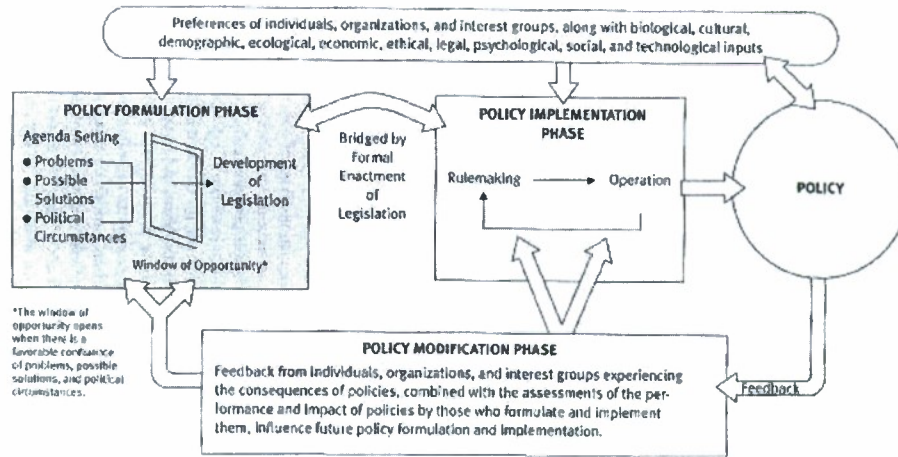 Preferences of individuals, organizations, and interest groups, along with biological, cultural,
demographic, ecological, economic, ethical, legal, psychological, social, and technological inputs
POLICY FORMULATION PHASE
Agenda Setting
● Problems
● Possible
Solutions
● Political
Circumstances
Development
of
Legislation
Window of Opportunity*
Bridged by
Formal
Enactment
of
Legislation
POLICY IMPLEMENTATION
PHASE
Rulemaking
Operation
POLICY
*The window of
opportunity opens
when there is a
favorable confluence
of problems, possible
solutions, and political
circumstances.
POLICY MODIFICATION PHASE
Feedback from individuals, organizations, and interest groups experiencing
the consequences of policies, combined with the assessments of the per-
formance and impact of policies by those who formulate and implement
them, influence future policy formulation and implementation.
Feedback